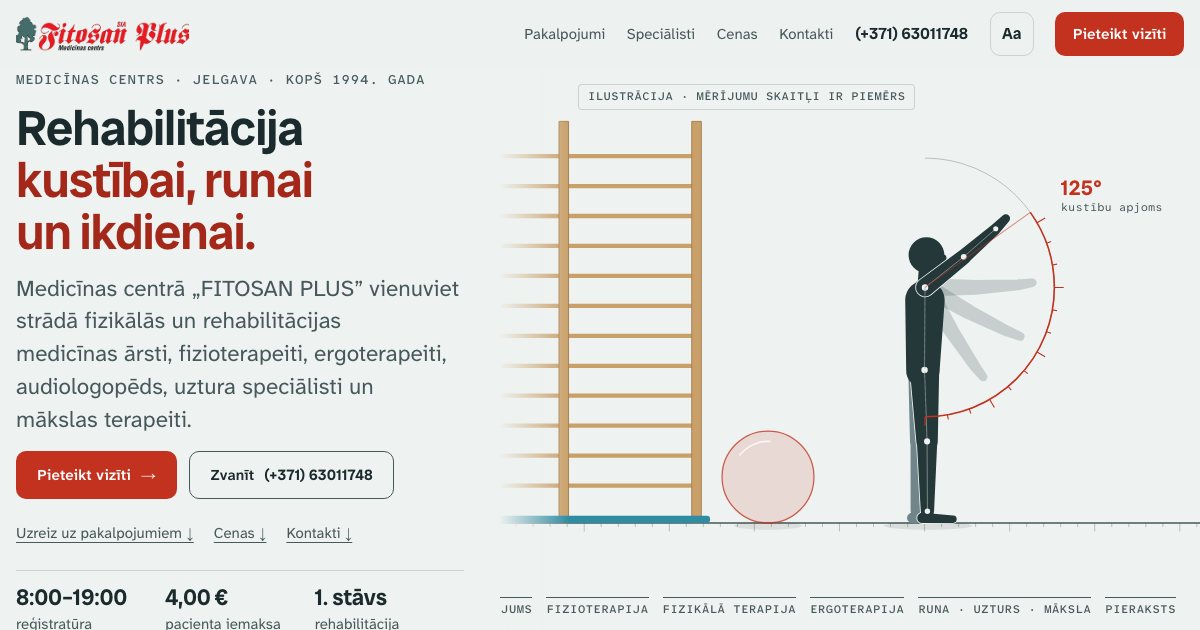 SIA
Fitosan Plus
Medicīnas centrs
Pakalpojumi
Speciālisti
Cenas
Kontakti
(+371) 63011748
Aa
Pieteikt vizīti
MEDICĪNAS CENTRS · JELGAVA · KOPŠ 1994. GADA
Rehabilitācija
kustībai, runai
un ikdienai.
Medicīnas centrā „FITOSAN PLUS” vienuviet
strādā fizikālās un rehabilitācijas
medicīnas ārsti, fizioterapeiti, ergoterapeiti,
audiologopēds, uztura speciālisti un
mākslas terapeiti.
Pieteikt vizīti →
Zvanīt (+371) 63011748
Uzreiz uz pakalpojumiem ↓
Cenas ↓
Kontakti ↓
8:00–19:00
reģistratūra
4,00 €
pacienta iemaksa
1. stāvs
rehabilitācija
ILUSTRĀCIJA · MĒRĪJUMU SKAITĻI IR PIEMĒRS
125°
kustību apjoms
JUMS
FIZIOTERAPIJA
FIZIKĀLĀ TERAPIJA
ERGOTERAPIJA
RUNA · UZTURS · MĀKSLA
PIERAKSTS